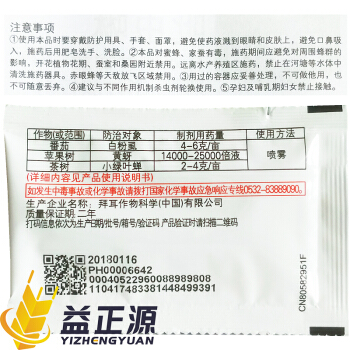 注意事项
①使用本品时要穿戴防护用具、手套、面罩，避免使药液溅到眼睛和皮肤上，避免口鼻吸
入，施药后用肥皂洗手、洗脸。②本品对蜜蜂、家蚕有毒，施药期间应避免对周围蜂群的
影响，开花植物花期、蚕室和桑园附近禁用。远离水产养殖区施药，禁止在河塘等水体中
清洗施药器具。赤眼蜂等天敌放飞区域禁用。③用过的容器应妥善处理，不可做他用，也
不可随意丢弃。④建议与不同作用机制杀虫剂轮换使用。⑤孕妇及哺乳期妇女禁止接触。
作物(或范围) 防治对象 制剂用药量 使用方法
番茄 白粉虱 4-6克/亩 喷雾
苹果树 黄蚜 14000-25000倍液
茶树 小绿叶蝉 2-4克/亩
(详细内容见产品使用说明书)
如发生中毒事故或化学事故请拨打国家化学事故应急响应专线0532-83889090。
生产企业名称：拜耳作物科学(中国)有限公司
质量保证期 二年
打码信息依次为生产日期/批号/箱号/验证码 产品验证时请扫描二维码
20180116
PH00006642
00040522960088989808
11041748338148499391
CN80582951F
益正源
YIZHENGYUAN